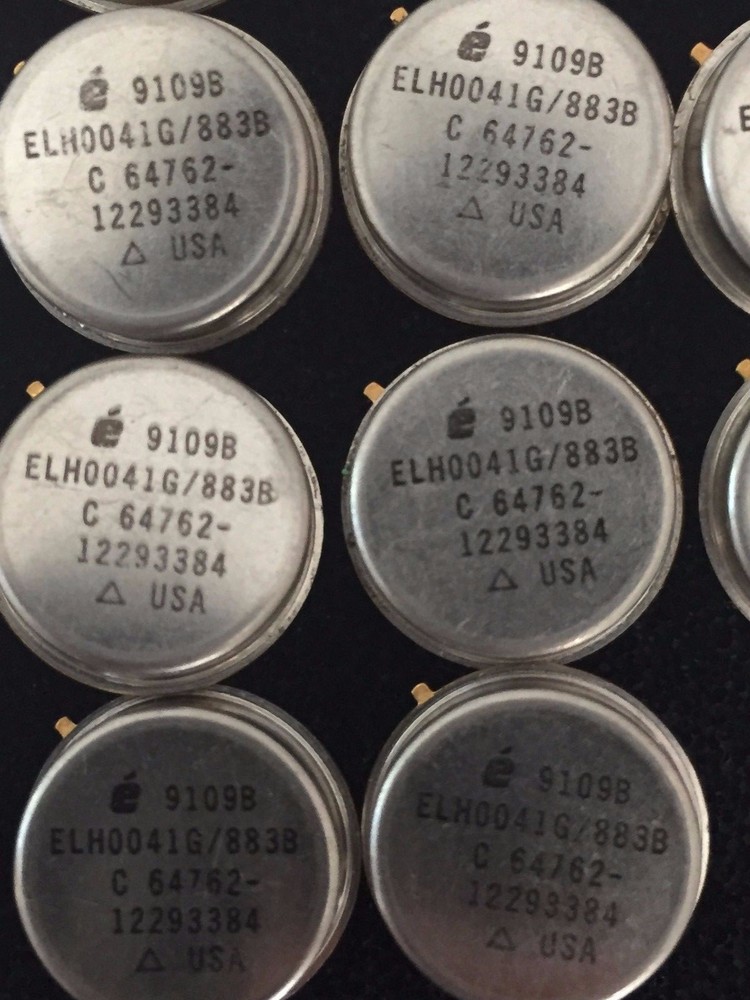 é 9109B
ELH0041G/883B
C 64762-
12293384
△ USA
é 9109B
ELH0041G/883B
C 64762-
12293384
△ USA
E
é 9109B
ELH0041G/883B
C 64762-
12293384
△ USA
é 9109B
ELH0041G/883B
C 64762-
12293384
△ USA
é 9109B
ELH0041G/883B
C 64762-
12293384
△ USA
é 9109B
ELH0041G/883B
C 64762-
12293384
△ USA